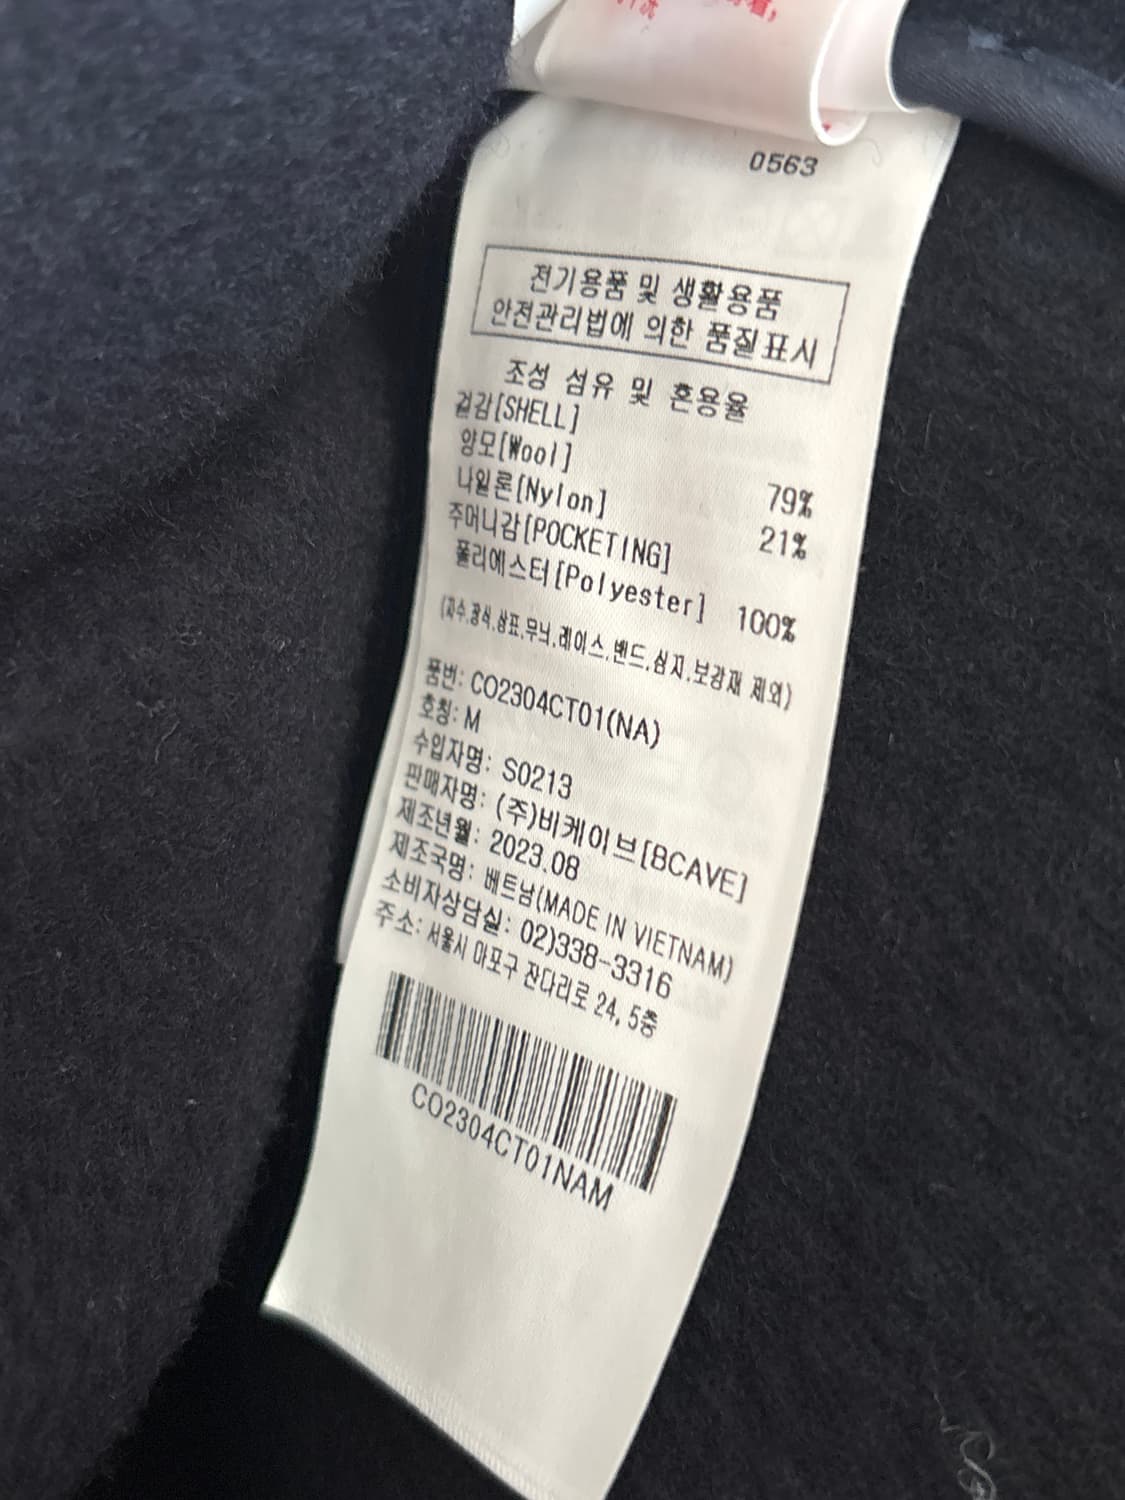 0563
전기용품 및 생활용품
안전관리법에 의한 품질표시
조성 섬유 및 혼용율
겉감[SHELL]
양모[Wool] 79%
나일론[Nylon] 21%
주머니감[POCKETING]
폴리에스터[Polyester] 100%
(자수.장식.상표.무늬.레이스.밴드.심지.보강재 제외)
품번: CO2304CT01(NA)
호칭: M
수입자명: S0213
판매자명: (주)비케이브[BCAVE]
제조년월: 2023.08
제조국명: 베트남(MADE IN VIETNAM)
소비자상담실: 02)338-3316
주소: 서울시 마포구 잔다리로 24, 5층
CO2304CT01NAM